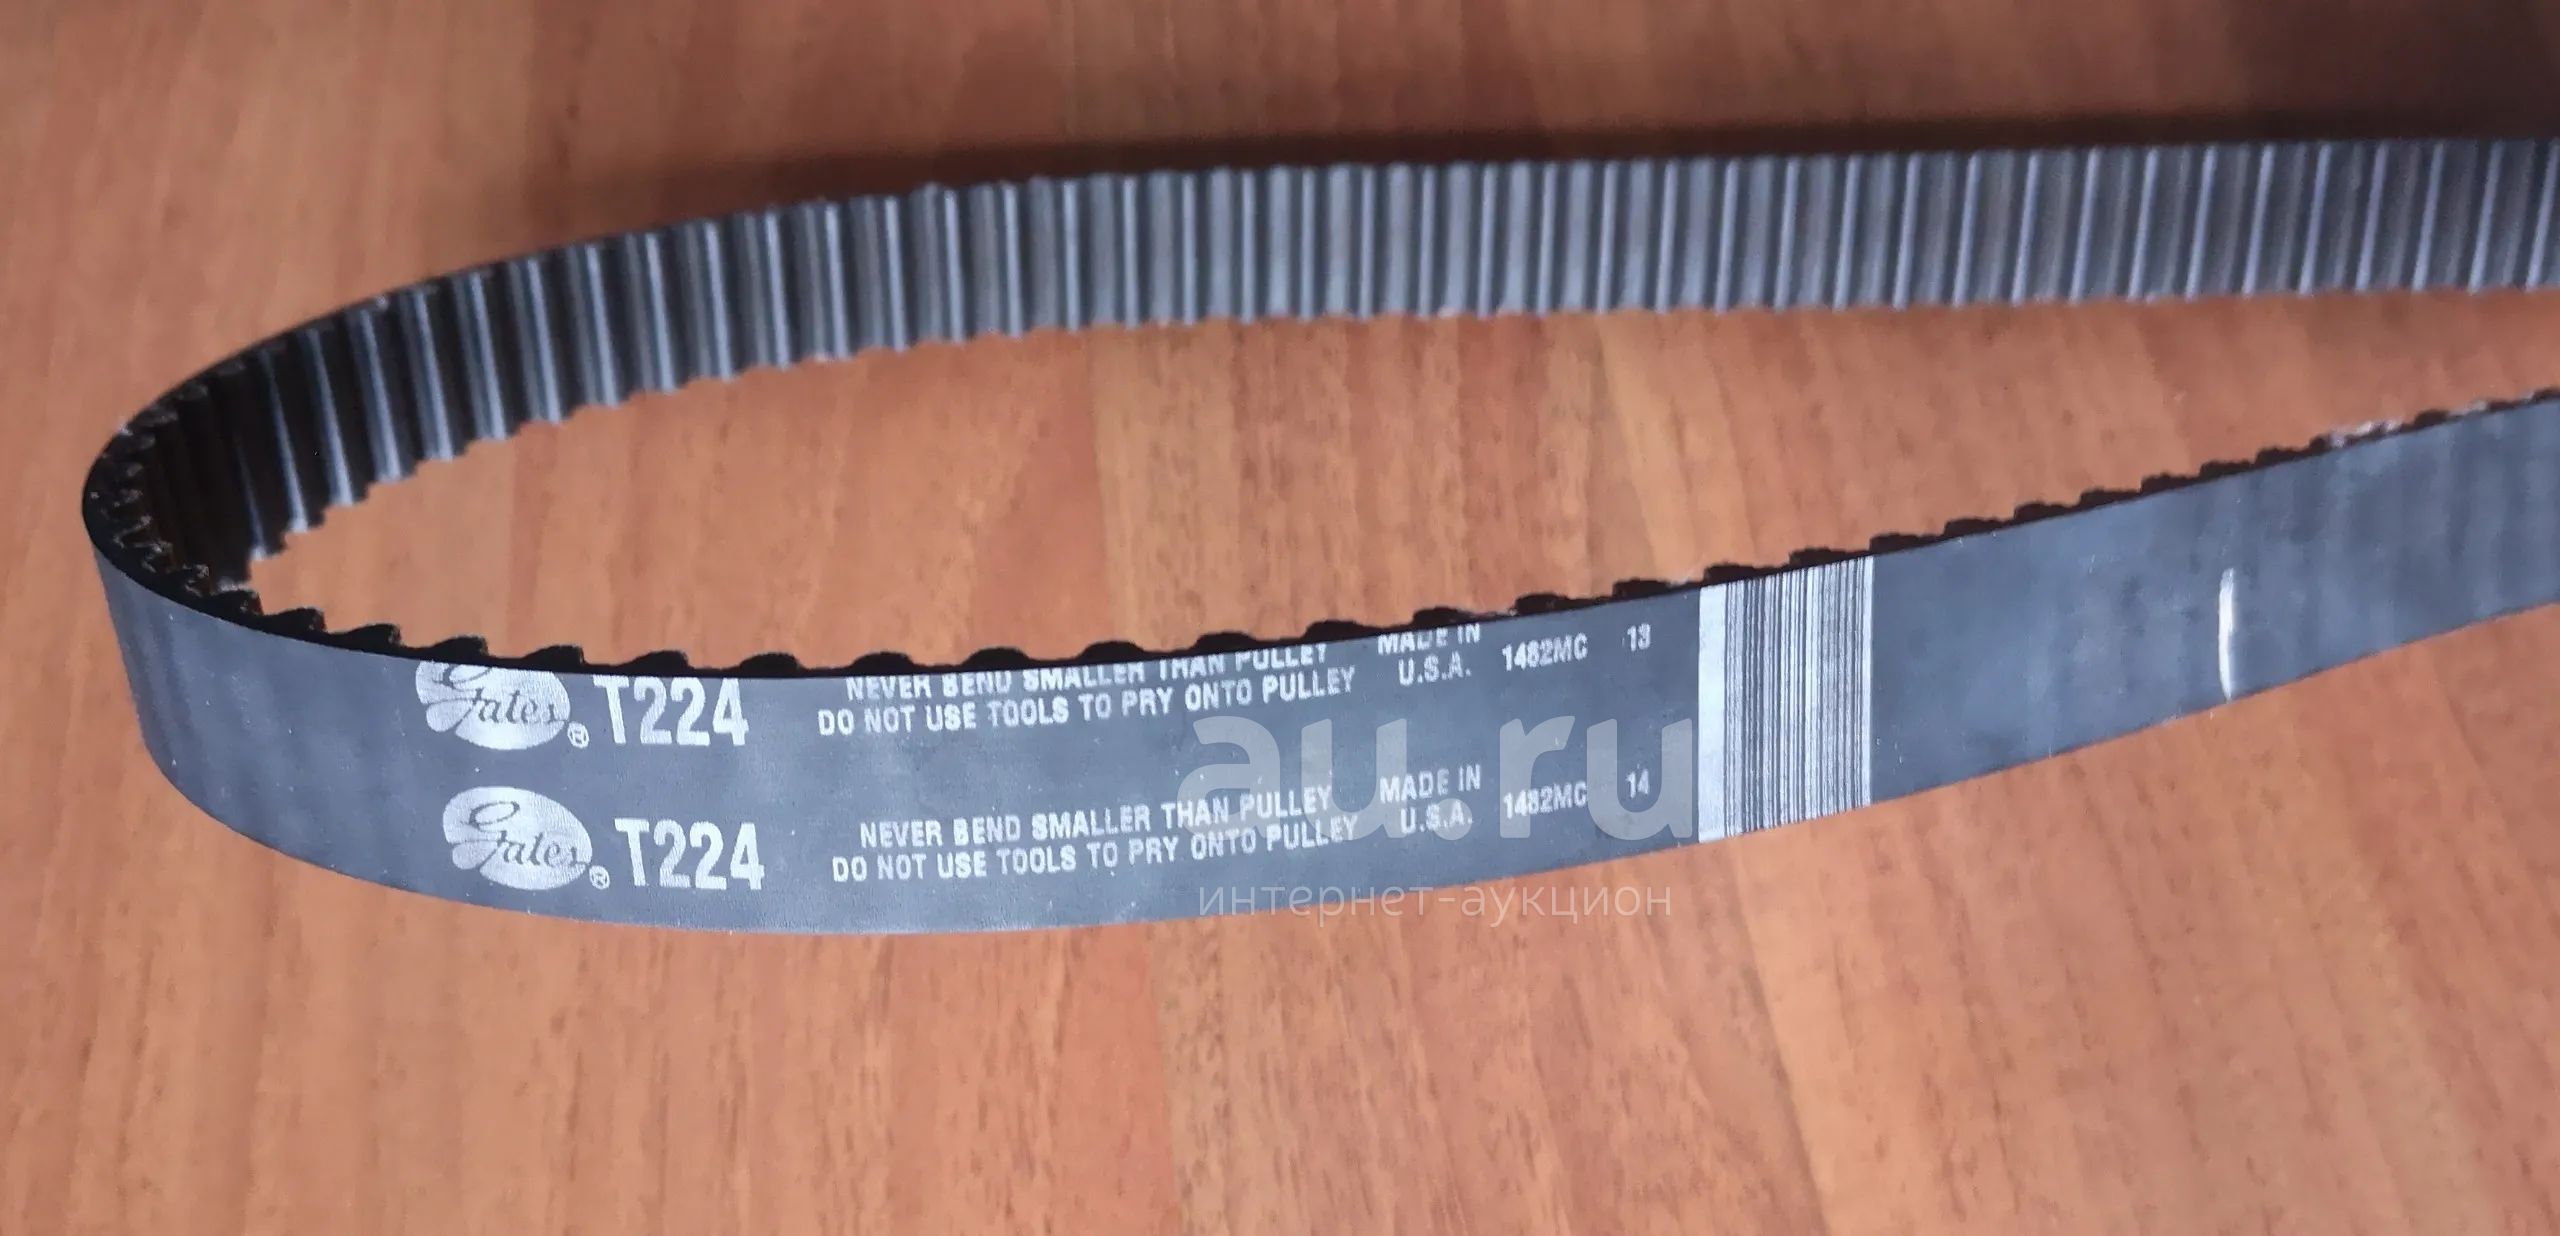 Gates® T224
NEVER BEND SMALLER THAN PULLEY
DO NOT USE TOOLS TO PRY ONTO PULLEY
MADE IN
U.S.A.
1482MC
13
Gates® T224
NEVER BEND SMALLER THAN PULLEY
DO NOT USE TOOLS TO PRY ONTO PULLEY
MADE IN
U.S.A.
1482MC
14
au.ru
интернет-аукцион